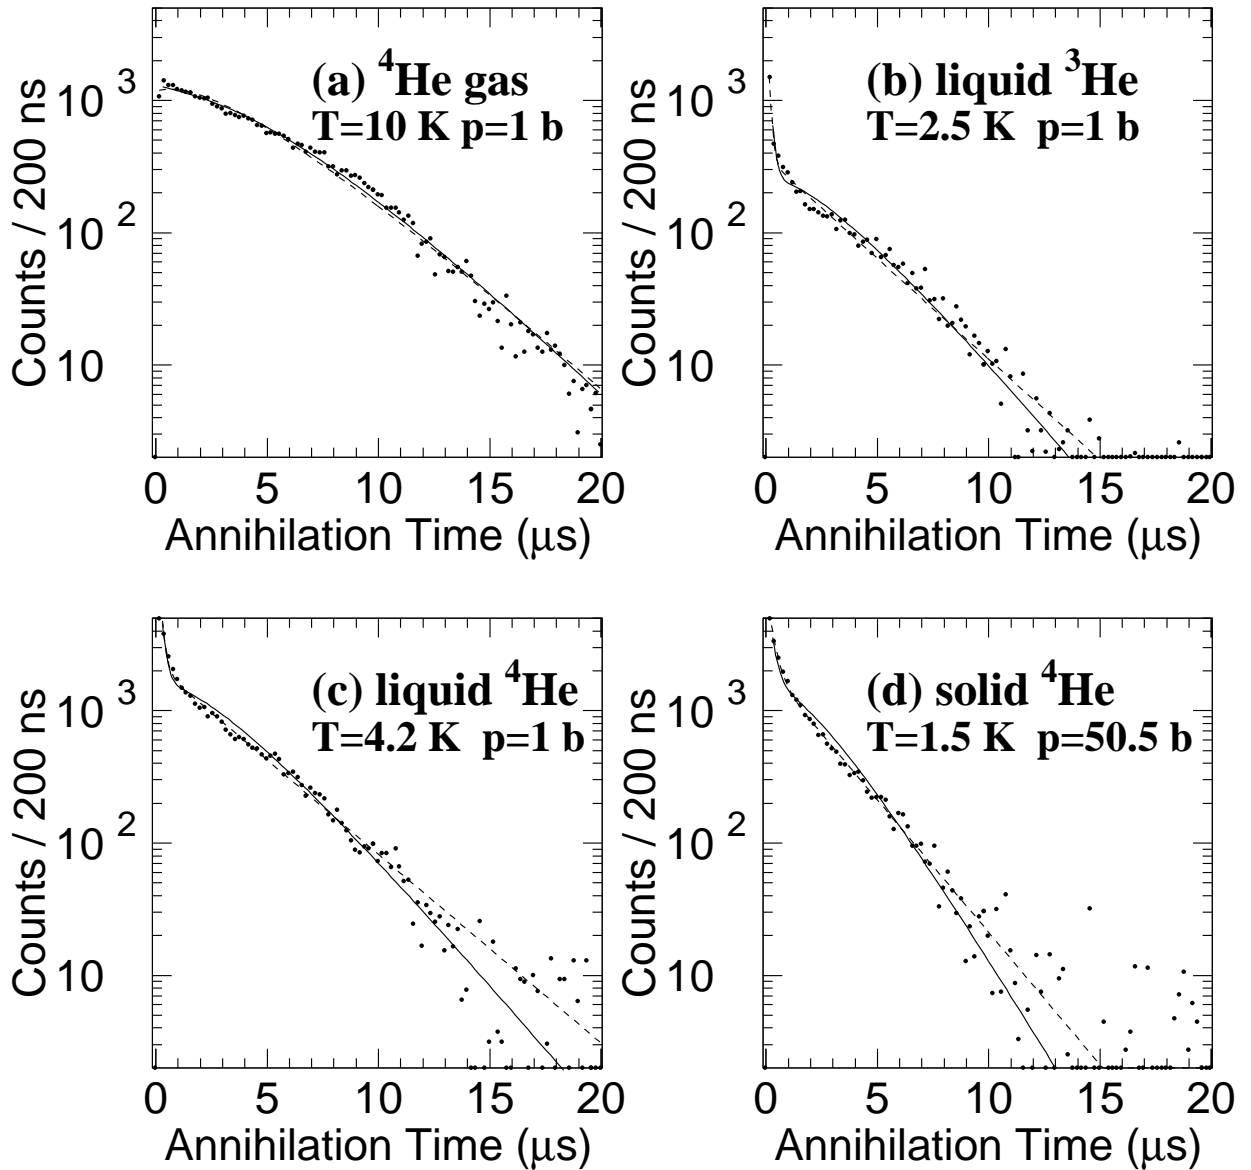 (a) ⁴He gas
T=10 K p=1 b
Counts / 200 ns
10³
10²
10
0 5 10 15 20
Annihilation Time (μs)
(b) liquid ³He
T=2.5 K p=1 b
Counts / 200 ns
10³
10²
10
0 5 10 15 20
Annihilation Time (μs)
(c) liquid ⁴He
T=4.2 K p=1 b
Counts / 200 ns
10³
10²
10
0 5 10 15 20
Annihilation Time (μs)
(d) solid ⁴He
T=1.5 K p=50.5 b
Counts / 200 ns
10³
10²
10
0 5 10 15 20
Annihilation Time (μs)